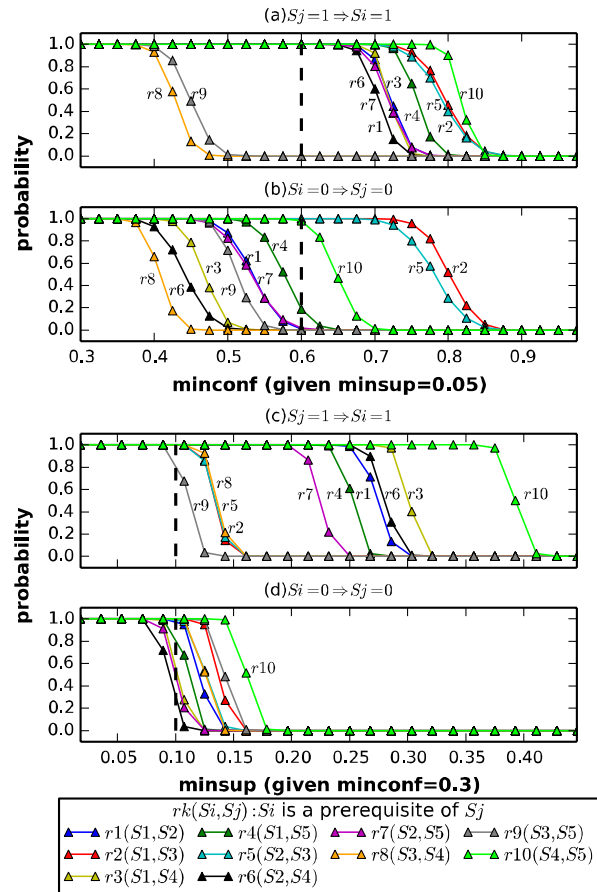 (a)Sj=1⇒Si=1
1.0
0.8
0.6
0.4
0.2
0.0
r8
r9
r6
r7
r1
r3
r4
r5
r2
r10
(b)Si=0⇒Sj=0
1.0
0.8
0.6
0.4
0.2
0.0
r8
r6
r3
r9
r1
r7
r4
r10
r5
r2
probability
0.3 0.4 0.5 0.6 0.7 0.8 0.9
minconf (given minsup=0.05)
(c)Sj=1⇒Si=1
1.0
0.8
0.6
0.4
0.2
0.0
r9
r8
r5
r2
r7
r4
r1
r6
r3
r10
(d)Si=0⇒Sj=0
1.0
0.8
0.6
0.4
0.2
0.0
r10
probability
0.05 0.10 0.15 0.20 0.25 0.30 0.35 0.40
minsup (given minconf=0.3)
rk(Si,Sj):Si is a prerequisite of Sj
r1(S1,S2) r4(S1,S5) r7(S2,S5) r9(S3,S5)
r2(S1,S3) r5(S2,S3) r8(S3,S4) r10(S4,S5)
r3(S1,S4) r6(S2,S4)